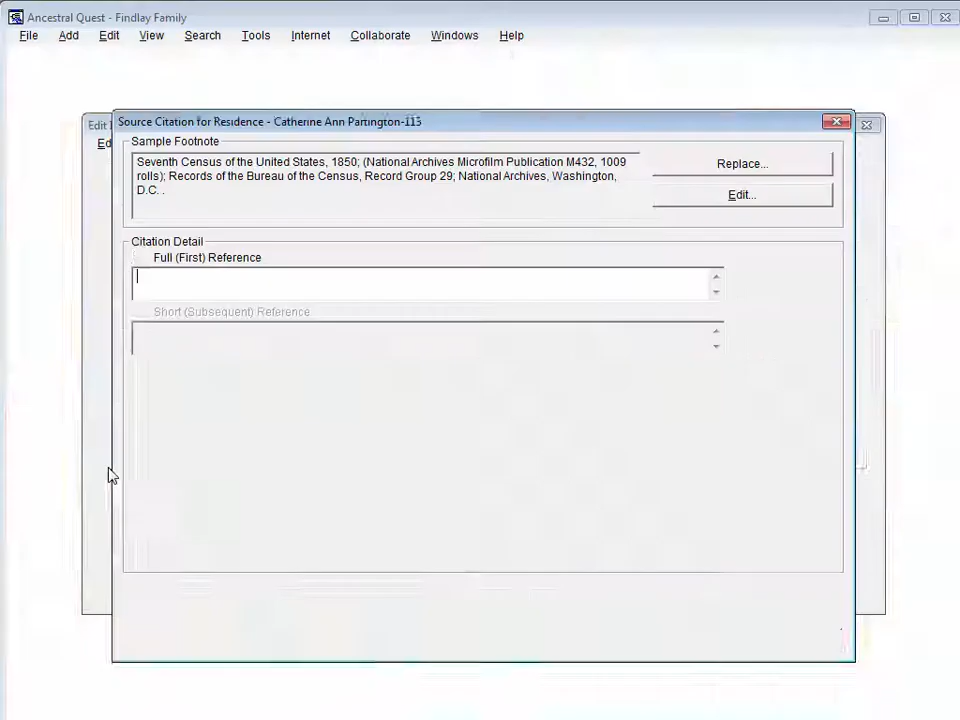 Ancestral Quest - Findlay Family
File Add Edit View Search Tools Internet Collaborate Windows Help
Edit
Ed
Source Citation for Residence - Catherine Ann Partington-113
Sample Footnote
Seventh Census of the United States, 1850; (National Archives Microfilm Publication M432, 1009
rolls); Records of the Bureau of the Census, Record Group 29; National Archives, Washington,
D.C. .
Replace...
Edit...
Citation Detail
Full (First) Reference
Short (Subsequent) Reference